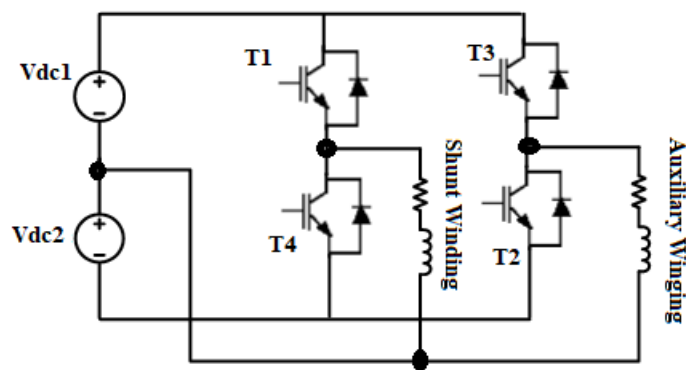 Vdc1
Vdc2
T1
T4
T3
T2
Shunt Winding
Auxiliary Winging